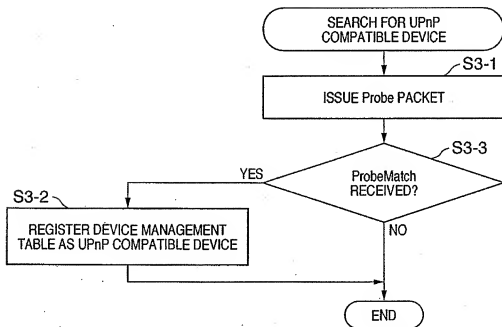 SEARCH FOR UPnP
COMPATIBLE DEVICE
S3-1
ISSUE Probe PACKET
S3-3
ProbeMatch
RECEIVED?
YES
S3-2
REGISTER DEVICE MANAGEMENT
TABLE AS UPnP COMPATIBLE DEVICE
NO
END